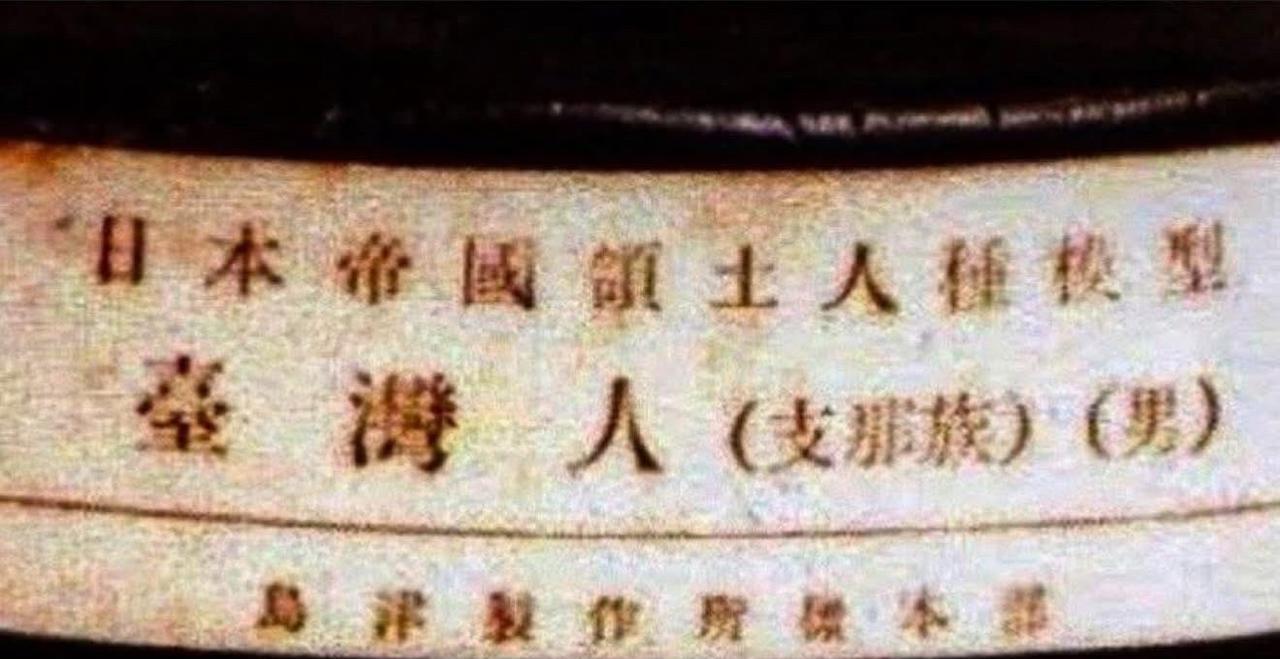 日本帝國領土人種模型
臺灣人(支那族)(男)
島津製作所標本部